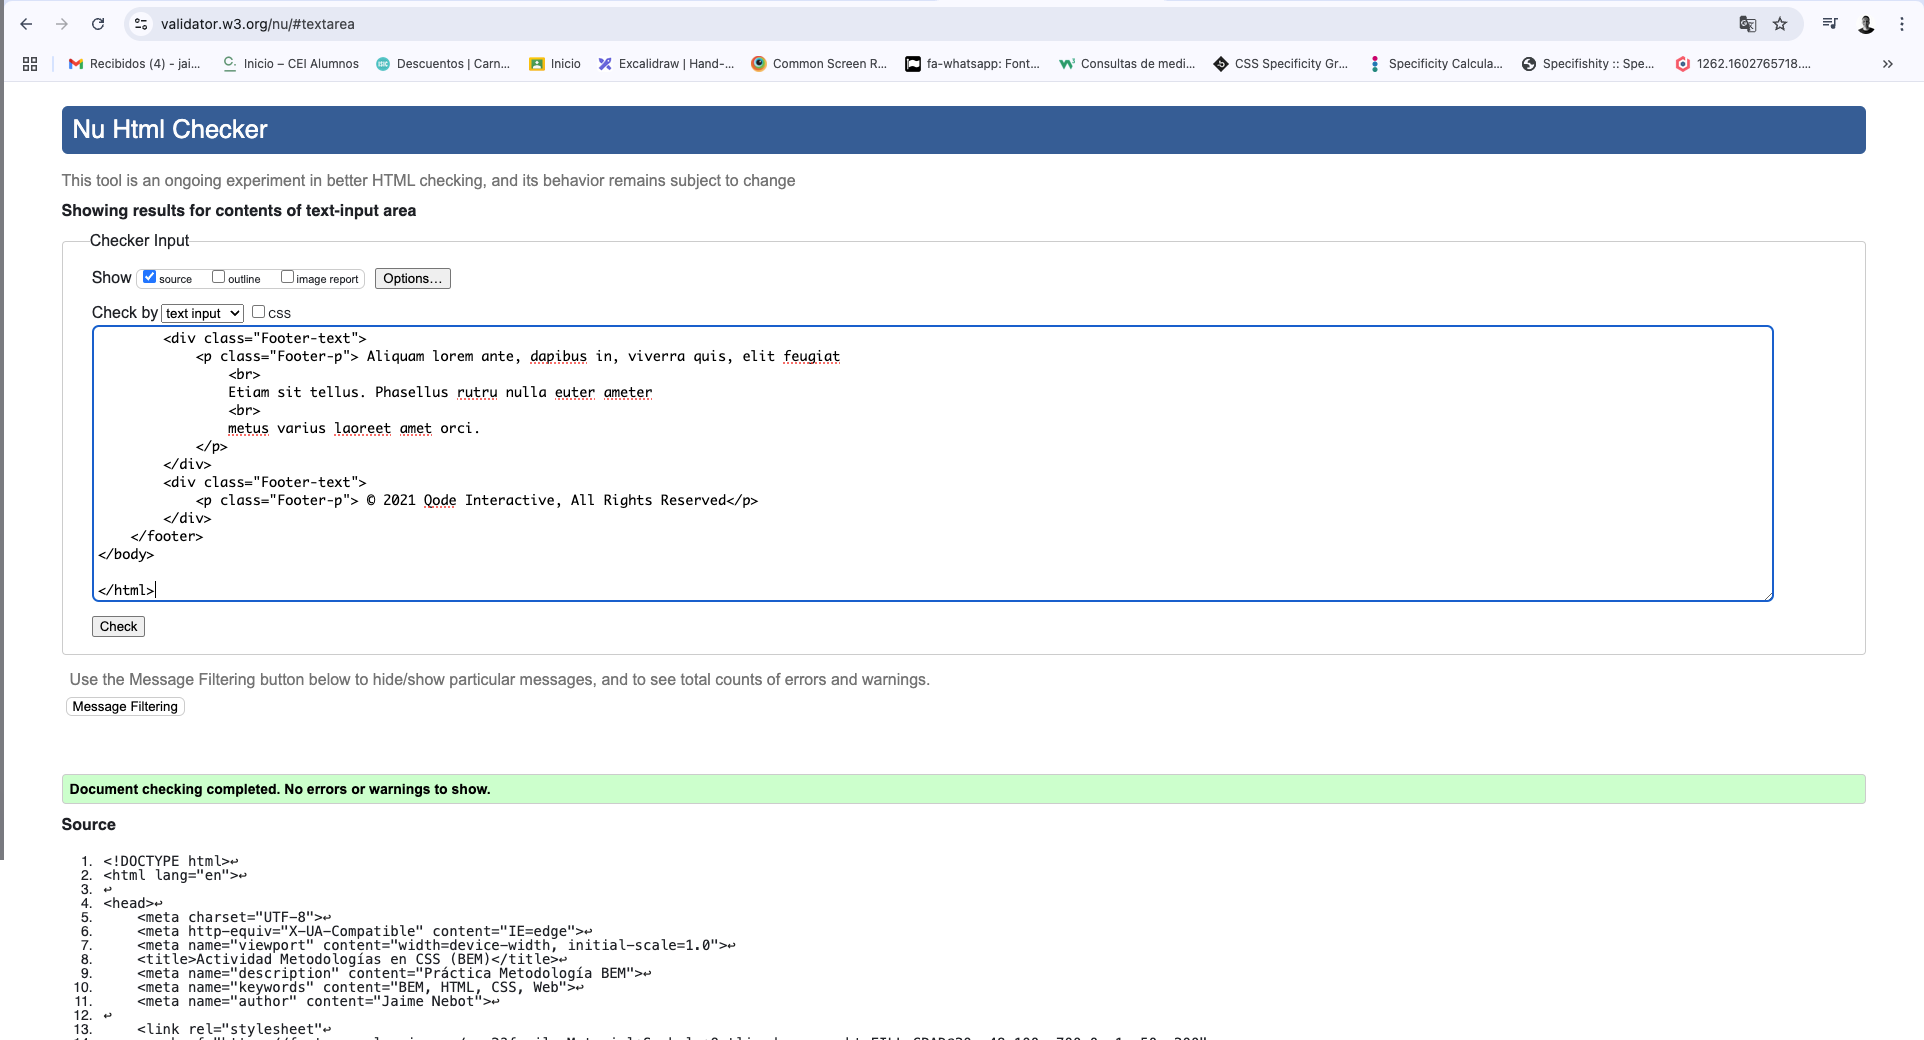 validator.w3.org/nu/#textarea
Recibidos (4) - jai... Inicio – CEI Alumnos Descuentos | Carn... Inicio Excalidraw | Hand-... Common Screen R... fa-whatsapp: Font... Consultas de medi... CSS Specificity Gr... Specificity Calcula... Specifishity :: Spe... 1262.1602765718....
Nu Html Checker
This tool is an ongoing experiment in better HTML checking, and its behavior remains subject to change
Showing results for contents of text-input area
Checker Input
Show source outline image report Options...
Check by text input css
<div class="Footer-text">
<p class="Footer-p"> Aliquam lorem ante, dapibus in, viverra quis, elit feugiat
<br>
Etiam sit tellus. Phasellus rutru nulla euter ameter
<br>
metus varius laoreet amet orci.
</p>
</div>
<div class="Footer-text">
<p class="Footer-p"> © 2021 Qode Interactive, All Rights Reserved</p>
</div>
</footer>
</body>
</html>
Check
Use the Message Filtering button below to hide/show particular messages, and to see total counts of errors and warnings.
Message Filtering
Document checking completed. No errors or warnings to show.
Source
1. <!DOCTYPE html>↩
2. <html lang="en">↩
3. ↩
4. <head>↩
5. <meta charset="UTF-8">↩
6. <meta http-equiv="X-UA-Compatible" content="IE=edge">↩
7. <meta name="viewport" content="width=device-width, initial-scale=1.0">↩
8. <title>Actividad Metodologías en CSS (BEM)</title>↩
9. <meta name="description" content="Práctica Metodología BEM">↩
10. <meta name="keywords" content="BEM, HTML, CSS, Web">↩
11. <meta name="author" content="Jaime Nebot">↩
12. ↩
13. <link rel="stylesheet"↩